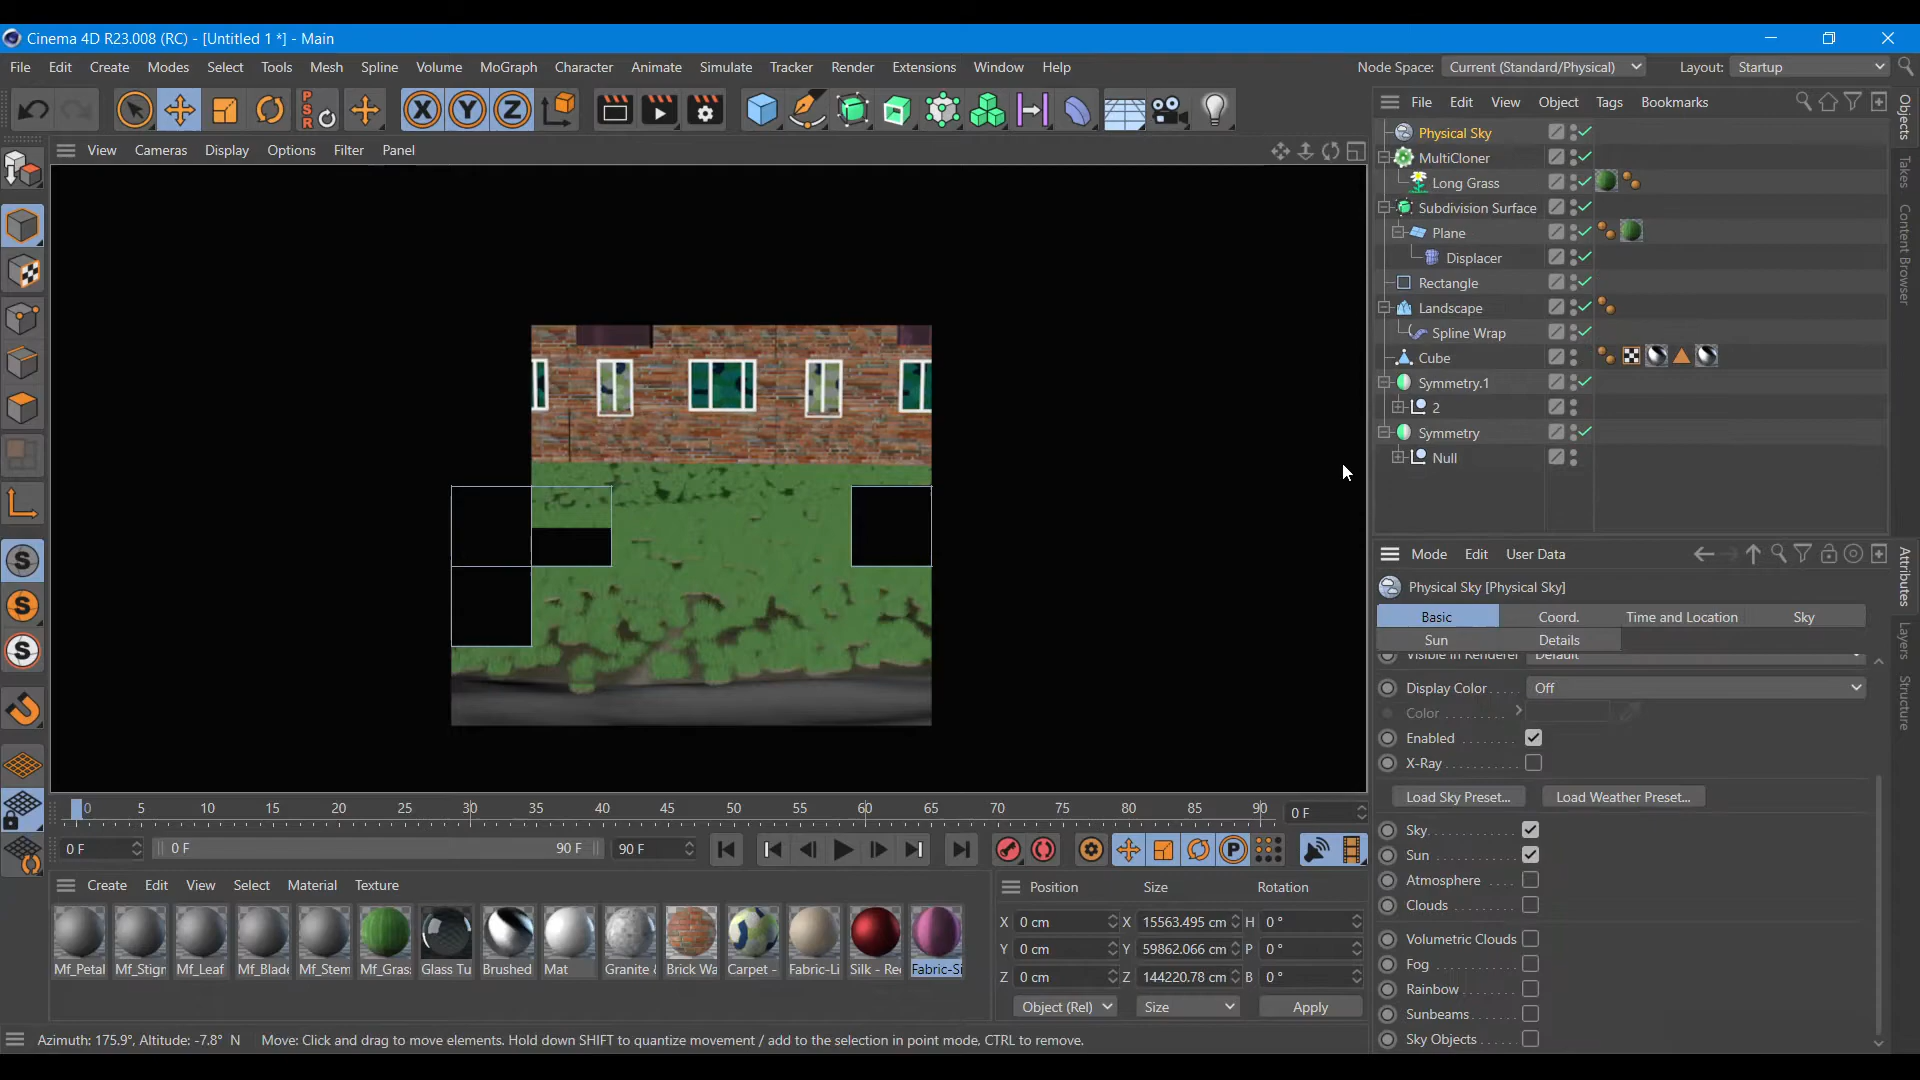 Cinema 4D R23.008 (RC) - [Untitled 1 *] - Main
File Edit Create Modes Select Tools Mesh Spline Volume MoGraph Character Animate Simulate Tracker Render Extensions Window Help Node Space: Current (Standard/Physical) Layout: Startup
PSR X Y Z
File Edit View Object Tags Bookmarks
View Cameras Display Options Filter Panel
Physical Sky
MultiCloner
Long Grass
Subdivision Surface
Plane
Displacer
Rectangle
Landscape
Spline Wrap
Cube
Symmetry.1
2
Symmetry
Null
Objects
Takes
Content Browser
Mode Edit User Data
Physical Sky [Physical Sky]
Basic Coord. Time and Location Sky
Sun Details
Visible in Renderer Default
Display Color Off
Color
Enabled
X-Ray
Load Sky Preset... Load Weather Preset...
Sky
Sun
Atmosphere
Clouds
Volumetric Clouds
Fog
Rainbow
Sunbeams
Sky Objects
Attributes
Layers
Structure
S
S
S
0 5 10 15 20 25 30 35 40 45 50 55 60 65 70 75 80 85 90 0 F
0 F 0 F 90 F 90 F P
Create Edit View Select Material Texture
Mf_Petal Mf_Stigm Mf_Leaf Mf_Blade Mf_Stem Mf_Gras Glass Tu Brushed Mat Granite & Brick Wa Carpet - Fabric-Li Silk - Re Fabric-Si
Position Size Rotation
X 0 cm X 15563.495 cm H 0 °
Y 0 cm Y 59862.066 cm P 0 °
Z 0 cm Z 144220.78 cm B 0 °
Object (Rel) Size Apply
Azimuth: 175.9°, Altitude: -7.8° N Move: Click and drag to move elements. Hold down SHIFT to quantize movement / add to the selection in point mode, CTRL to remove.